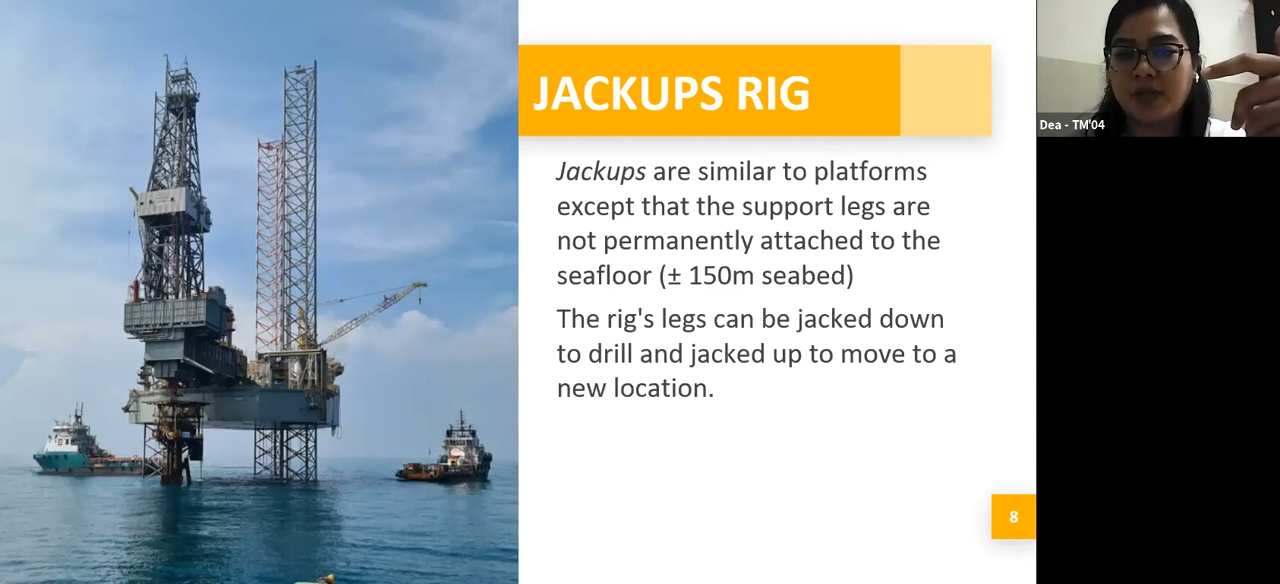 JACKUPS RIG
Jackups are similar to platforms
except that the support legs are
not permanently attached to the
seafloor (± 150m seabed)
The rig's legs can be jacked down
to drill and jacked up to move to a
new location.
8
Dea - TM'04